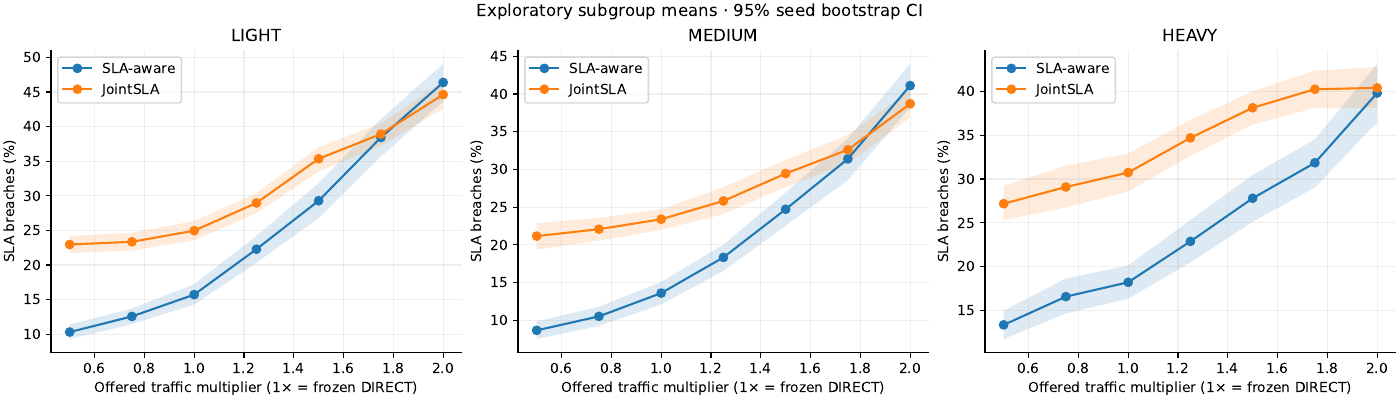 Exploratory subgroup means · 95% seed bootstrap CI
LIGHT
SLA breaches (%)
50
45
40
35
30
25
20
15
10
SLA-aware
JointSLA
0.6 0.8 1.0 1.2 1.4 1.6 1.8 2.0
Offered traffic multiplier (1× = frozen DIRECT)
MEDIUM
SLA breaches (%)
45
40
35
30
25
20
15
10
SLA-aware
JointSLA
0.6 0.8 1.0 1.2 1.4 1.6 1.8 2.0
Offered traffic multiplier (1× = frozen DIRECT)
HEAVY
SLA breaches (%)
40
35
30
25
20
15
SLA-aware
JointSLA
0.6 0.8 1.0 1.2 1.4 1.6 1.8 2.0
Offered traffic multiplier (1× = frozen DIRECT)